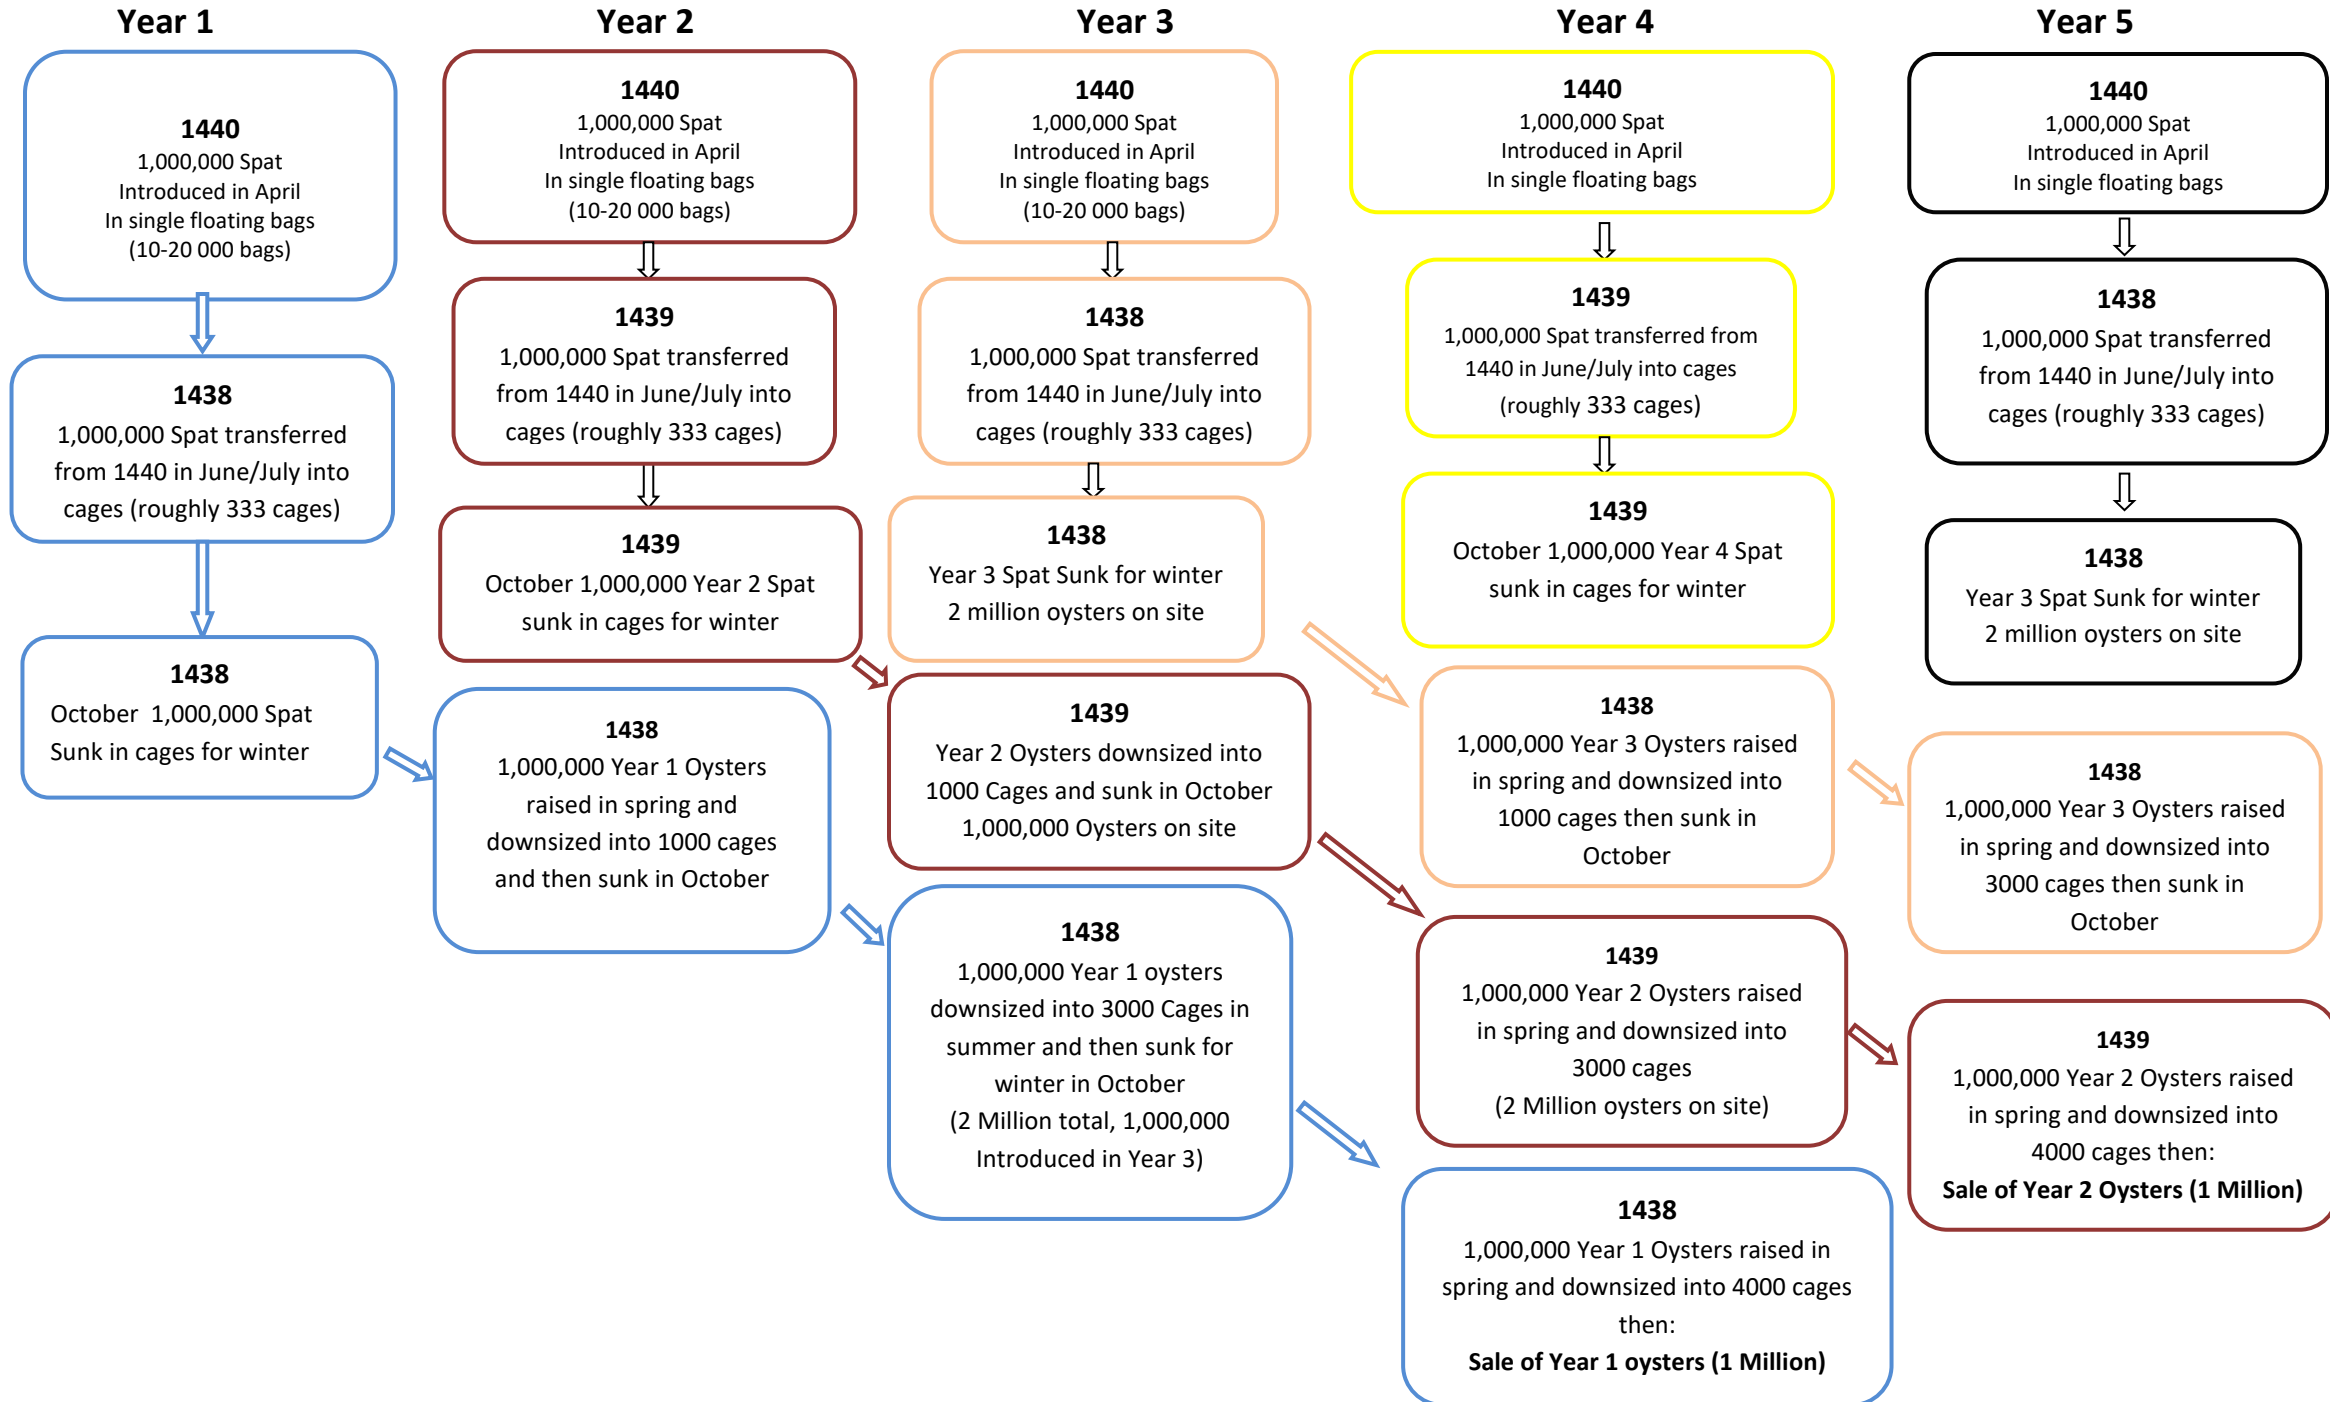 Year 1
1440
1,000,000 Spat
Introduced in April
In single floating bags
(10-20 000 bags)
1438
1,000,000 Spat transferred
from 1440 in June/July into
cages (roughly 333 cages)
1438
October  1,000,000 Spat
Sunk in cages for winter
Year 2
1440
1,000,000 Spat
Introduced in April
In single floating bags
(10-20 000 bags)
1439
1,000,000 Spat transferred
from 1440 in June/July into
cages (roughly 333 cages)
1439
October 1,000,000 Year 2 Spat
sunk in cages for winter
1438
1,000,000 Year 1 Oysters
raised in spring and
downsized into 1000 cages
and then sunk in October
Year 3
1440
1,000,000 Spat
Introduced in April
In single floating bags
(10-20 000 bags)
1438
1,000,000 Spat transferred
from 1440 in June/July into
cages (roughly 333 cages)
1438
Year 3 Spat Sunk for winter
2 million oysters on site
1439
Year 2 Oysters downsized into
1000 Cages and sunk in October
1,000,000 Oysters on site
1438
1,000,000 Year 1 oysters
downsized into 3000 Cages in
summer and then sunk for
winter in October
(2 Million total, 1,000,000
Introduced in Year 3)
Year 4
1440
1,000,000 Spat
Introduced in April
In single floating bags
1439
1,000,000 Spat transferred from
1440 in June/July into cages
(roughly 333 cages)
1439
October 1,000,000 Year 4 Spat
sunk in cages for winter
1438
1,000,000 Year 3 Oysters raised
in spring and downsized into
1000 cages then sunk in
October
1439
1,000,000 Year 2 Oysters raised
in spring and downsized into
3000 cages
(2 Million oysters on site)
1438
1,000,000 Year 1 Oysters raised in
spring and downsized into 4000 cages
then:
Sale of Year 1 oysters (1 Million)
Year 5
1440
1,000,000 Spat
Introduced in April
In single floating bags
1438
1,000,000 Spat transferred
from 1440 in June/July into
cages (roughly 333 cages)
1438
Year 3 Spat Sunk for winter
2 million oysters on site
1438
1,000,000 Year 3 Oysters raised
in spring and downsized into
3000 cages then sunk in
October
1439
1,000,000 Year 2 Oysters raised
in spring and downsized into
4000 cages then:
Sale of Year 2 Oysters (1 Million)